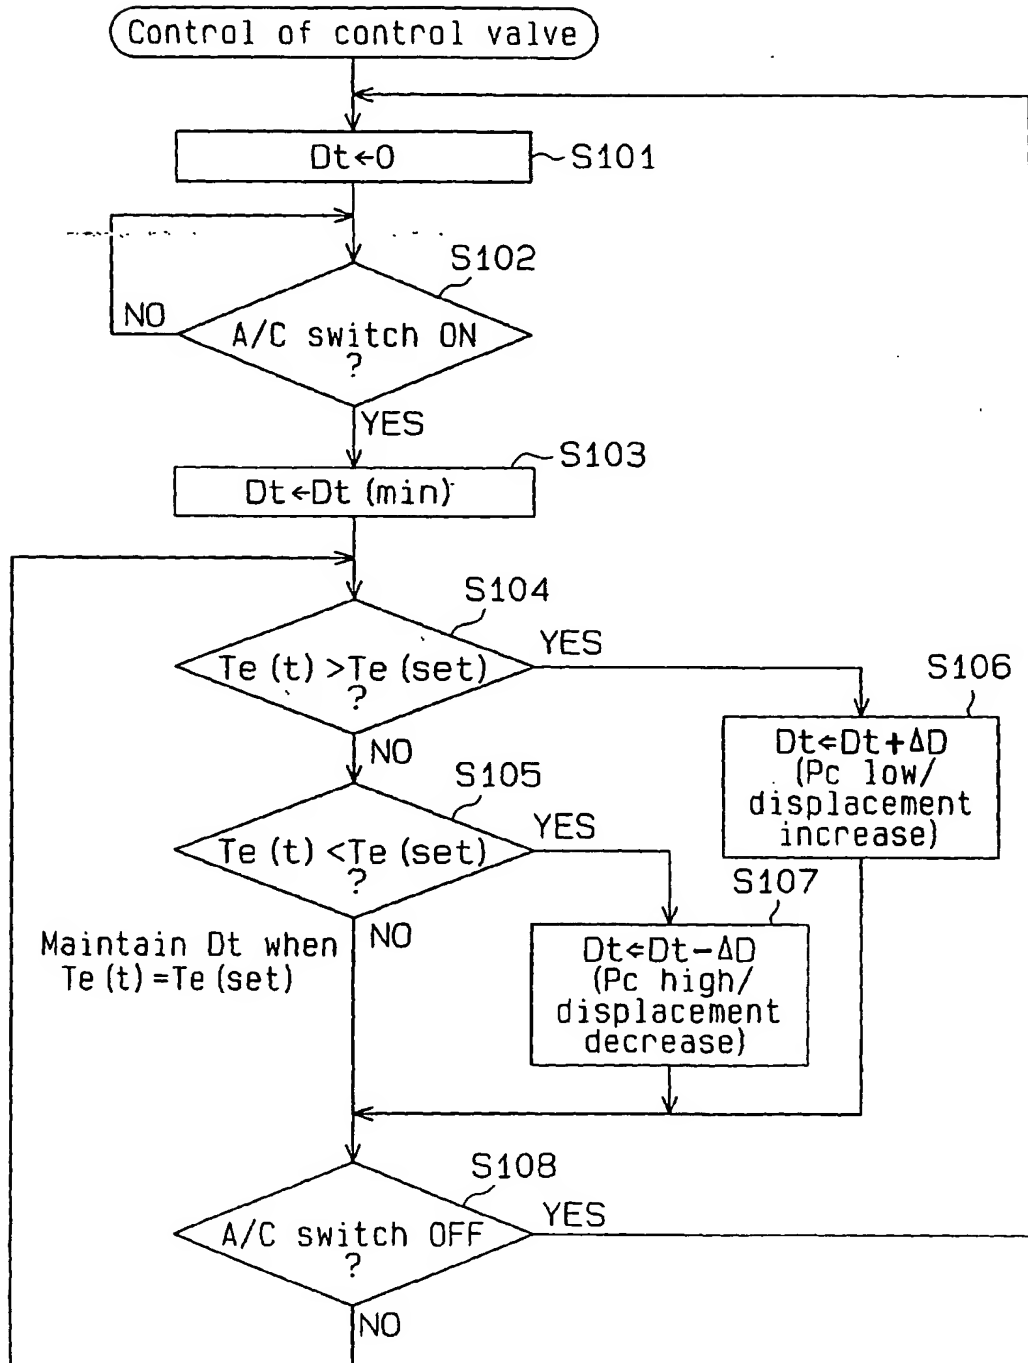 Control of control valve
Dt←0
S101
S102
NO
A/C switch ON
?
YES
S103
Dt←Dt (min)
S104
Te (t) >Te (set)
?
YES
NO
S106
Dt⇐Dt+ΔD
(Pc low/
displacement
increase)
S105
Te (t) <Te (set)
?
YES
NO
S107
Dt⇐Dt−ΔD
(Pc high/
displacement
decrease)
Maintain Dt when
Te (t) =Te (set)
S108
A/C switch OFF
?
YES
NO